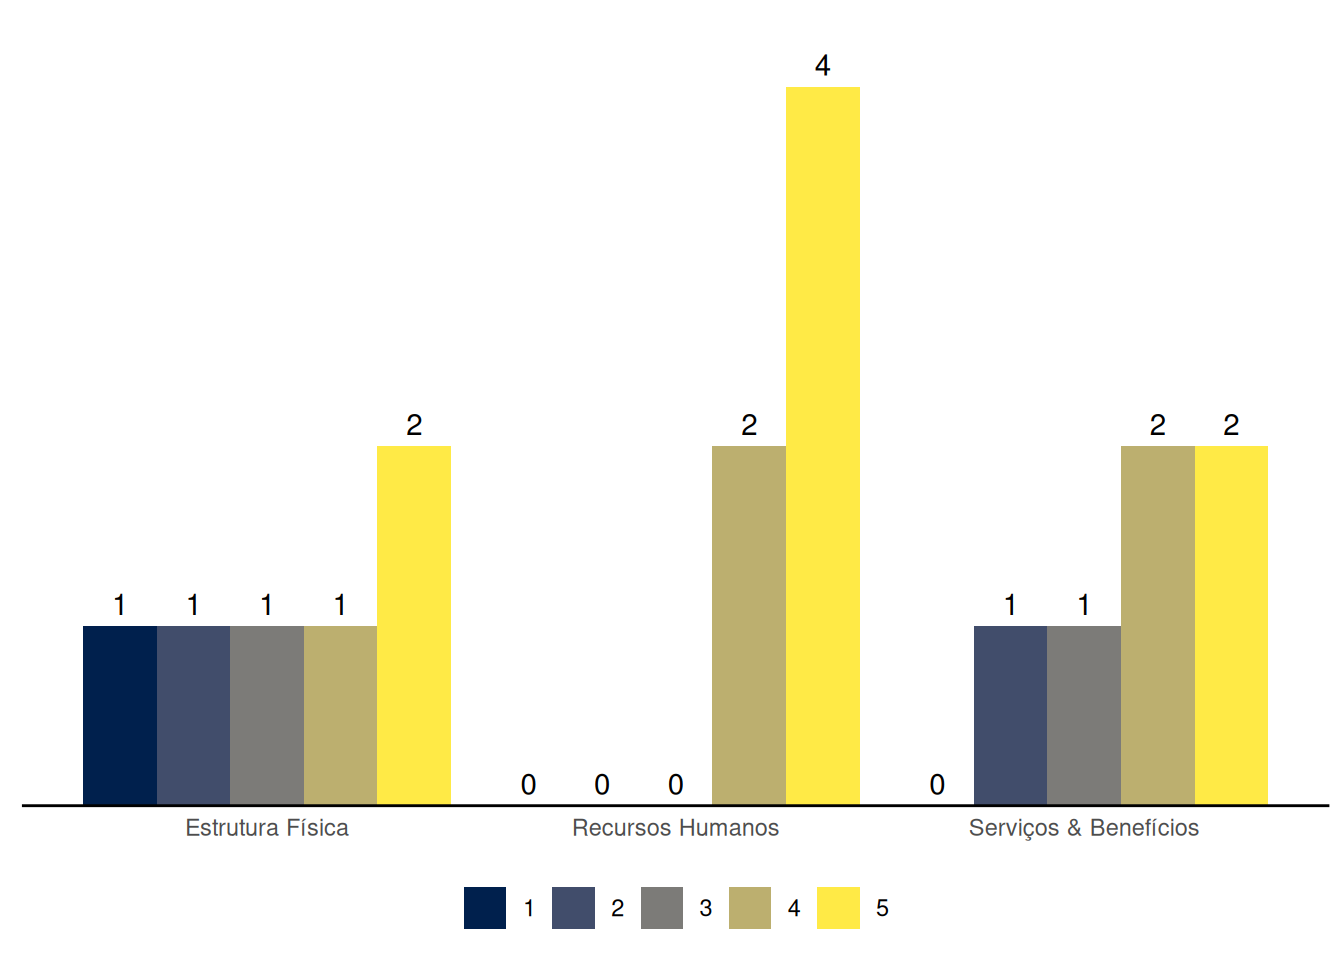 4
2 2 2 2
1 1 1 1 1 1
0 0 0 0
Estrutura Física Recursos Humanos Serviços & Benefícios
1 2 3 4 5